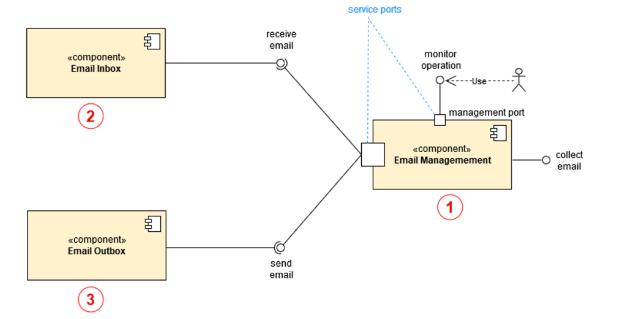 service ports
receive
email
monitor
operation
«component»
Email Inbox
Use
2
management port
«component»
Email Managemement
collect
email
1
«component»
Email Outbox
send
email
3